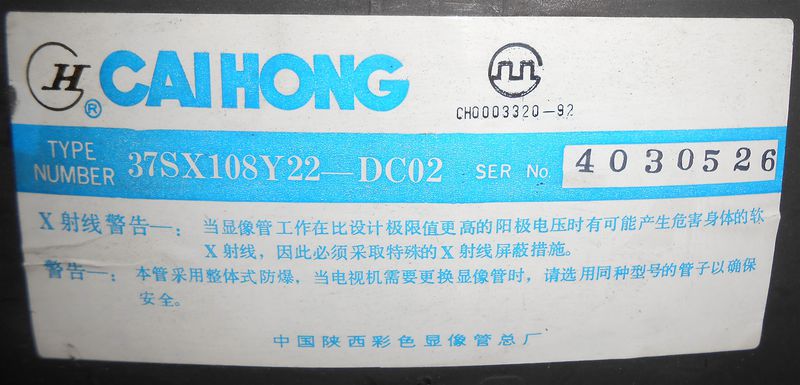 H
® CAIHONG
CH0003320-92
TYPE NUMBER 37SX108Y22—DC02 SER No. 4030526
X射线警告一：当显像管工作在比设计极限值更高的阳极电压时有可能产生危害身体的软
X射线，因此必须采取特殊的X射线屏蔽措施。
警告一：本管采用整体式防爆，当电视机需要更换显像管时，请选用同种型号的管子以确保
安全。
中国陕西彩色显像管总厂